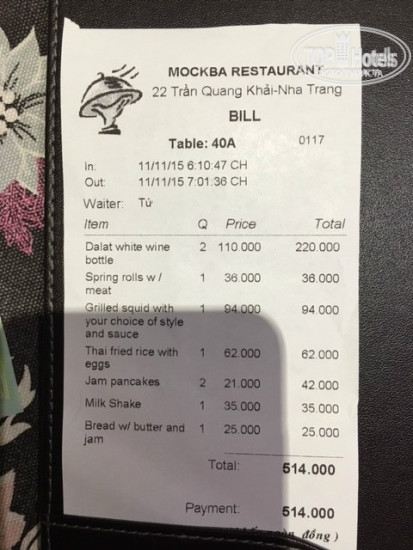 MOCKBA RESTAURANT
22 Trần Quang Khải-Nha Trang
BILL
Table: 40A 0117
In: 11/11/15 6:10:47 CH
Out: 11/11/15 7:01:36 CH
Waiter: Tứ
Item Q Price Total
Dalat white wine 2 110.000 220.000
bottle
Spring rolls w / 1 36.000 36.000
meat
Grilled squid with 1 94.000 94.000
your choice of style
and sauce
Thai fried rice with 1 62.000 62.000
eggs
Jam pancakes 2 21.000 42.000
Milk Shake 1 35.000 35.000
Bread w/ butter and 1 25.000 25.000
jam
Total: 514.000
Payment: 514.000
đồng )